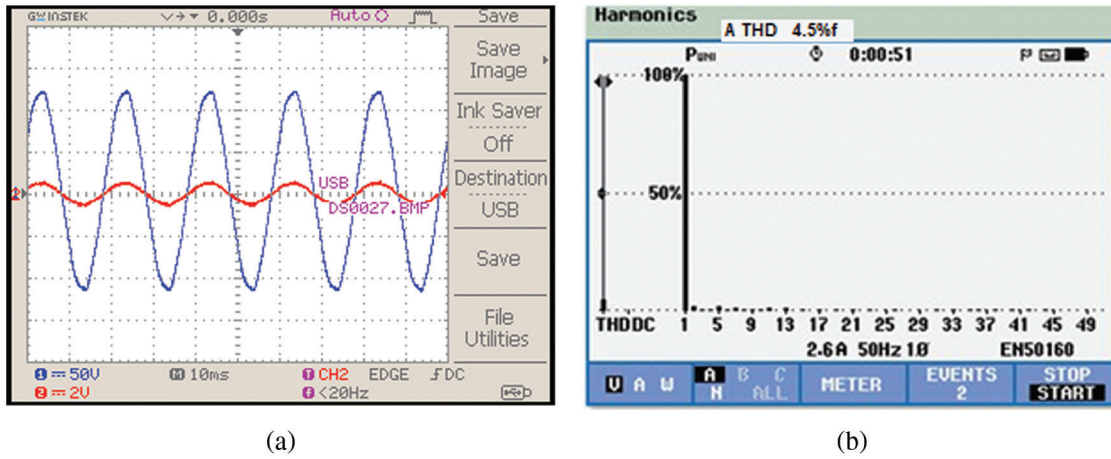 GWINSTEK 0.000s Auto Save
Save
Image
Ink Saver
Off
Destination
USB
USB
DS0027.BMP
2
Save
File
Utilities
1 50V 10ms CH2 EDGE DC
2 2V <20Hz
(a)
Harmonics
A THD 4.5%f
PUNI 0:00:51
100%
50%
THDDC 1 5 9 13 17 21 25 29 33 37 41 45 49
2.6A 50Hz 1Ø EN50160
U A W A B C N ALL METER EVENTS 2 STOP START
(b)